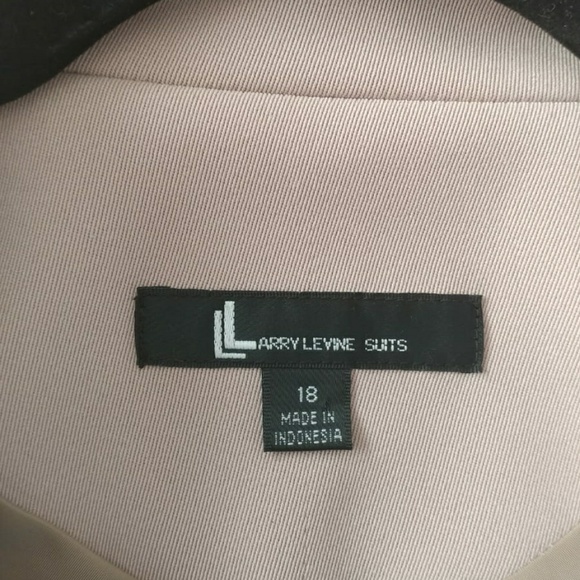 LARRY LEVINE SUITS
18
MADE IN
INDONESIA